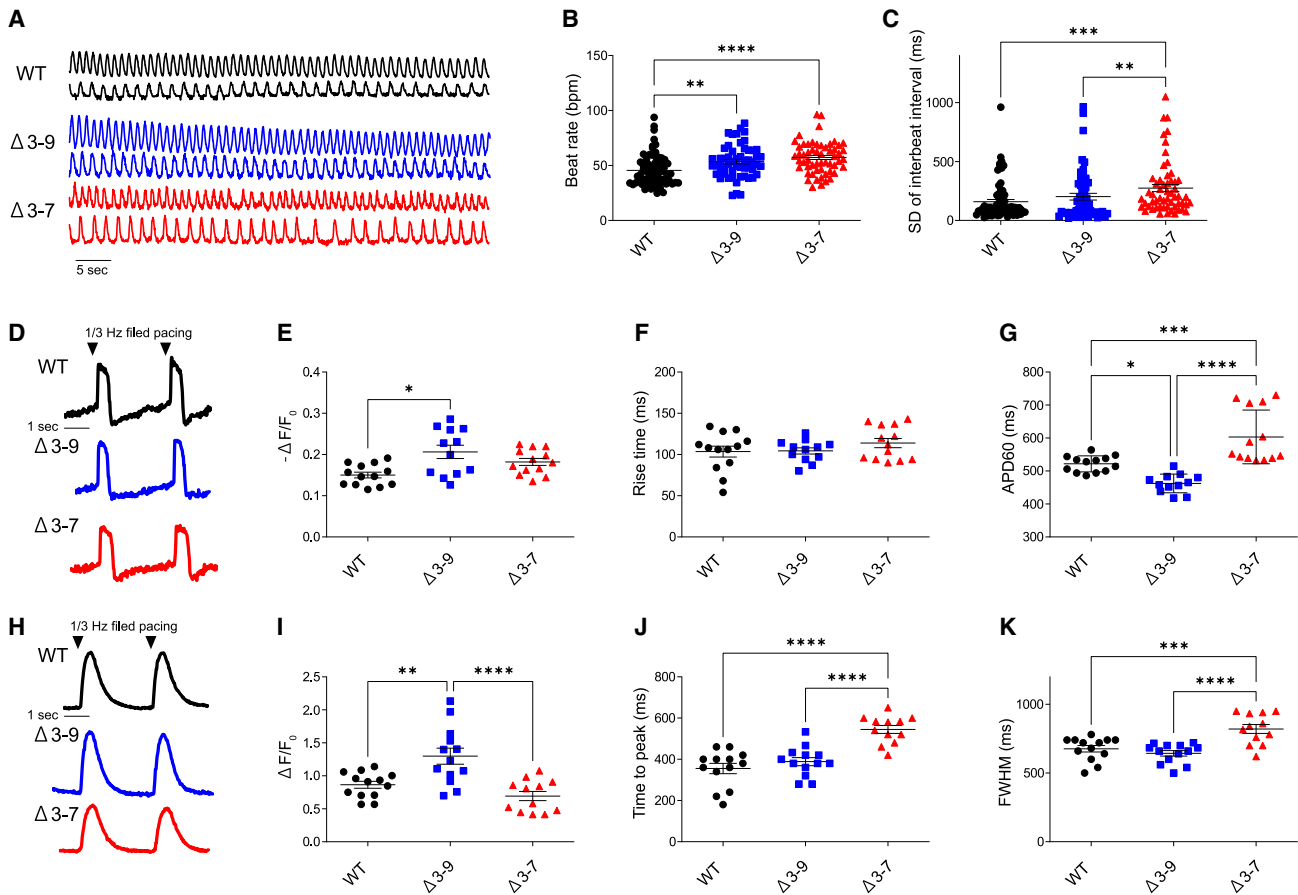 A
WT
Δ 3-9
Δ 3-7
5 sec
B
Beat rate (bpm)
150
100
50
0
**
****
WT
Δ 3-9
Δ 3-7
C
SD of interbeat interval (ms)
1000
500
0
***
**
WT
Δ 3-9
Δ 3-7
D
1/3 Hz filed pacing
WT
1 sec
Δ 3-9
Δ 3-7
E
- Δ F/F0
0.4
0.3
0.2
0.1
0.0
*
WT
Δ 3-9
Δ 3-7
F
Rise time (ms)
200
150
100
50
0
WT
Δ 3-9
Δ 3-7
G
APD60 (ms)
800
700
600
500
400
300
***
*
****
WT
Δ 3-9
Δ 3-7
H
1/3 Hz filed pacing
WT
1 sec
Δ 3-9
Δ 3-7
I
Δ F/F0
2.5
2.0
1.5
1.0
0.5
0.0
**
****
WT
Δ 3-9
Δ 3-7
J
Time to peak (ms)
800
600
400
200
0
****
****
WT
Δ 3-9
Δ 3-7
K
FWHM (ms)
1000
500
0
***
****
WT
Δ 3-9
Δ 3-7